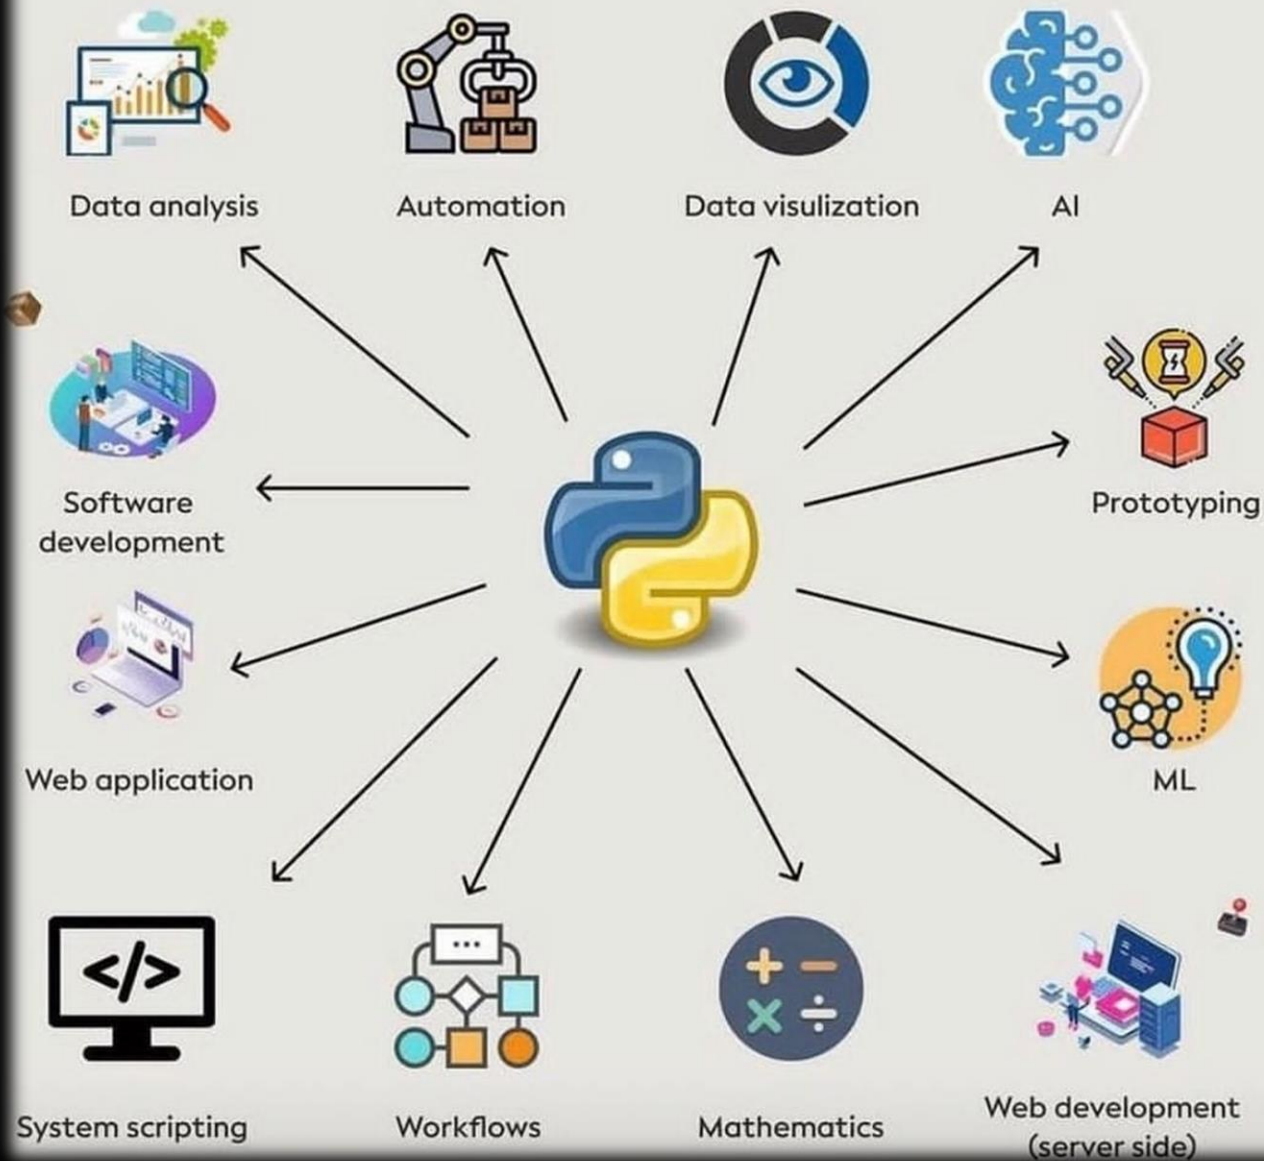 Data analysis
Automation
Data visulization
AI
Software
development
Prototyping
Web application
ML
System scripting
Workflows
Mathematics
Web development
(server side)